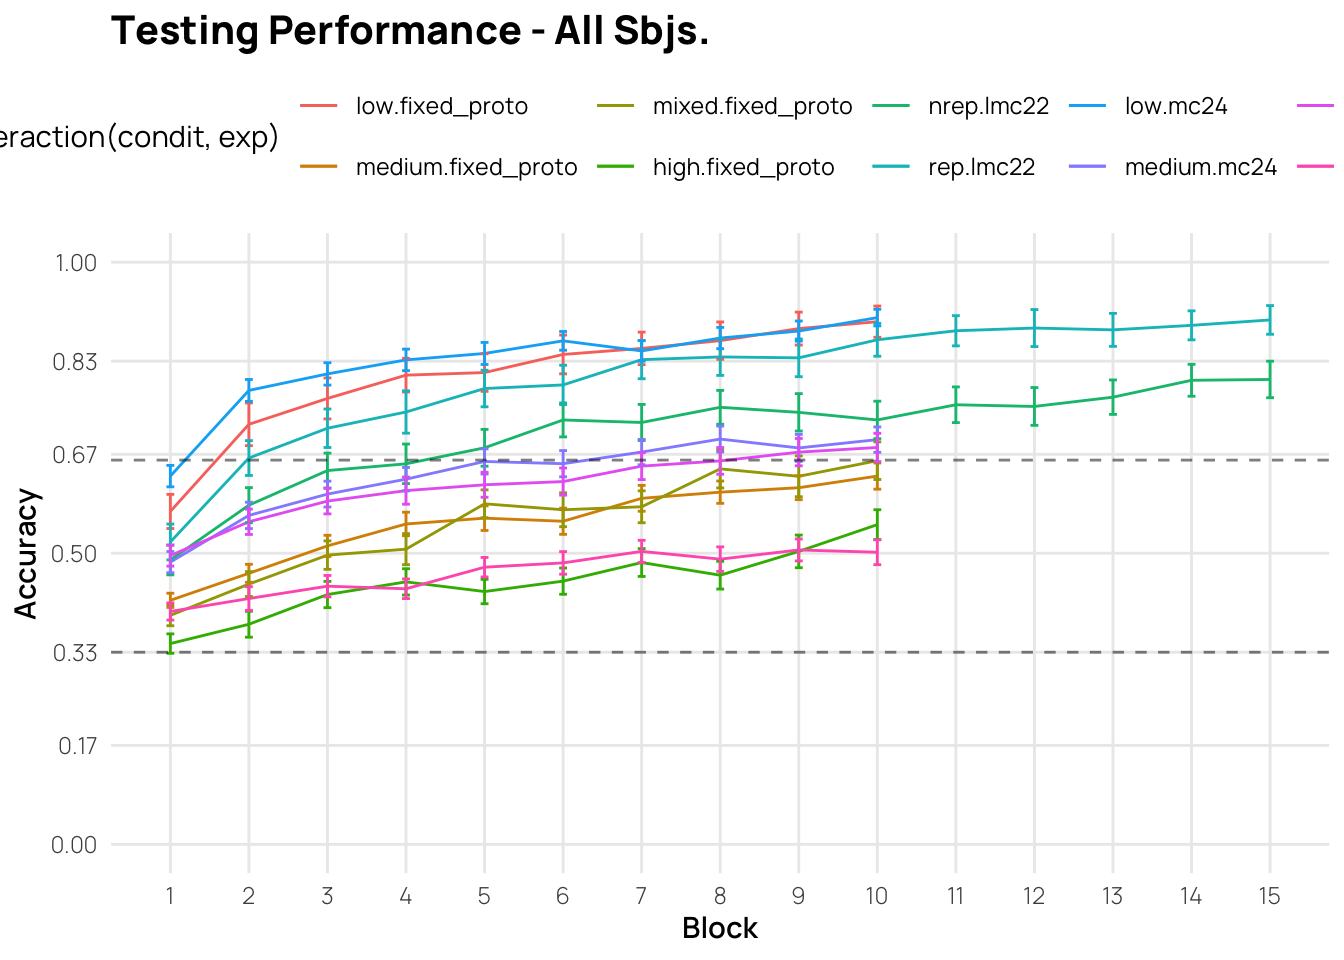 Testing Performance - All Sbjs.
low.fixed_proto mixed.fixed_proto nrep.lmc22 low.mc24
eraction(condit, exp)
medium.fixed_proto high.fixed_proto rep.lmc22 medium.mc24
1.00
0.83
0.67
0.50
0.33
0.17
0.00
Accuracy
1 2 3 4 5 6 7 8 9 10 11 12 13 14 15
Block